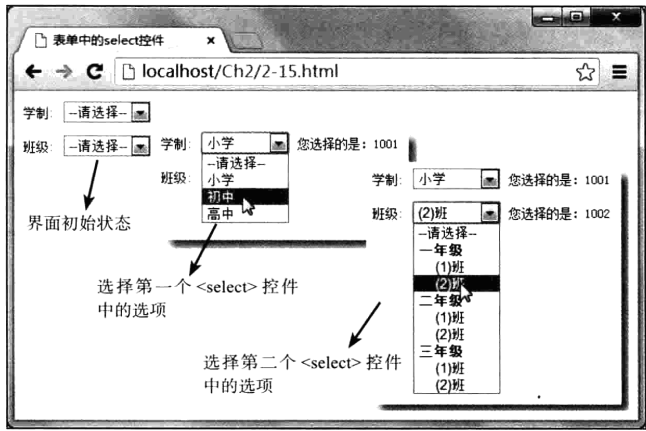 表单中的select控件
localhost/Ch2/2-15.html
学制: --请选择--
班级: --请选择--
界面初始状态
学制: 小学 您选择的是: 1001
班级:
--请选择--
小学
初中
高中
选择第一个<select>控件
中的选项
学制: 小学 您选择的是: 1001
班级: (2)班 您选择的是: 1002
--请选择--
一年级
(1)班
(2)班
二年级
(1)班
(2)班
三年级
(1)班
(2)班
选择第二个<select>控件
中的选项